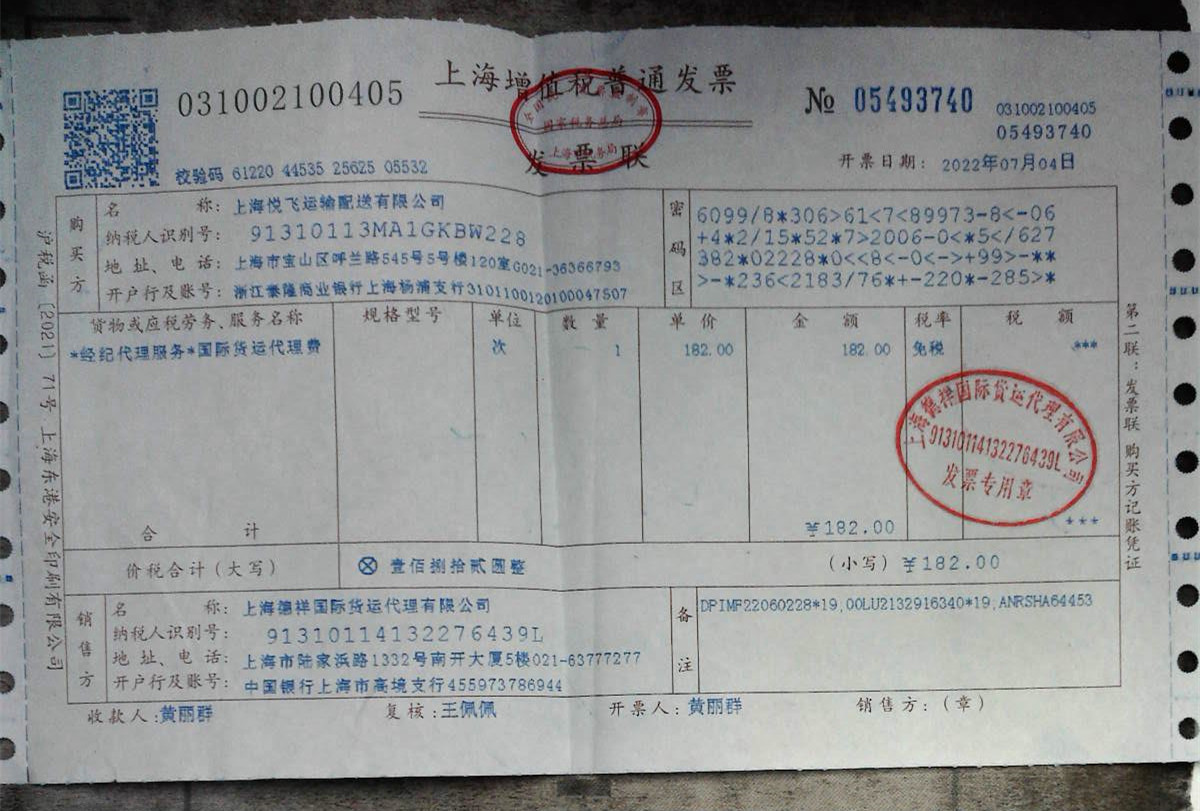 上海增值税普通发票
发票联
031002100405
№ 05493740
031002100405
05493740
校验码 61220 44535 25625 05532
开票日期: 2022年07月04日
购买方
名称: 上海悦飞运输配送有限公司
纳税人识别号: 91310113MA1GKBW228
地址、电话: 上海市宝山区呼兰路545号5号楼120室G021-36366793
开户行及账号: 浙江泰隆商业银行上海杨浦支行3101100120100047507
密码区
6099/8*306>61<7<89973-8<-06
+4*2/15*52*7>2006-0<*5</627
382*02228*0<<8<-0<->+99>-**
>-*236<2183/76*+-220*-285>*
货物或应税劳务、服务名称 规格型号 单位 数量 单价 金额 税率 税额
*经纪代理服务*国际货运代理费 次 1 182.00 182.00 免税 ***
合计 ¥182.00 ***
价税合计(大写) ⊗ 壹佰捌拾贰圆整 (小写) ¥182.00
销售方
名称: 上海德祥国际货运代理有限公司
纳税人识别号: 91310114132276439L
地址、电话: 上海市陆家浜路1332号南开大厦5楼021-63777277
开户行及账号: 中国银行上海市高境支行455973786944
备注
DPIMF22060228*19,OOLU2132916340*19,ANRSHA64453
收款人:黄丽群 复核:王佩佩 开票人:黄丽群 销售方:(章)
上海德祥国际货运代理有限公司
91310114132276439L
发票专用章
国家税务总局
第二联:发票联 购买方记账凭证
沪税函〔2021〕71号上海东港安全印刷有限公司